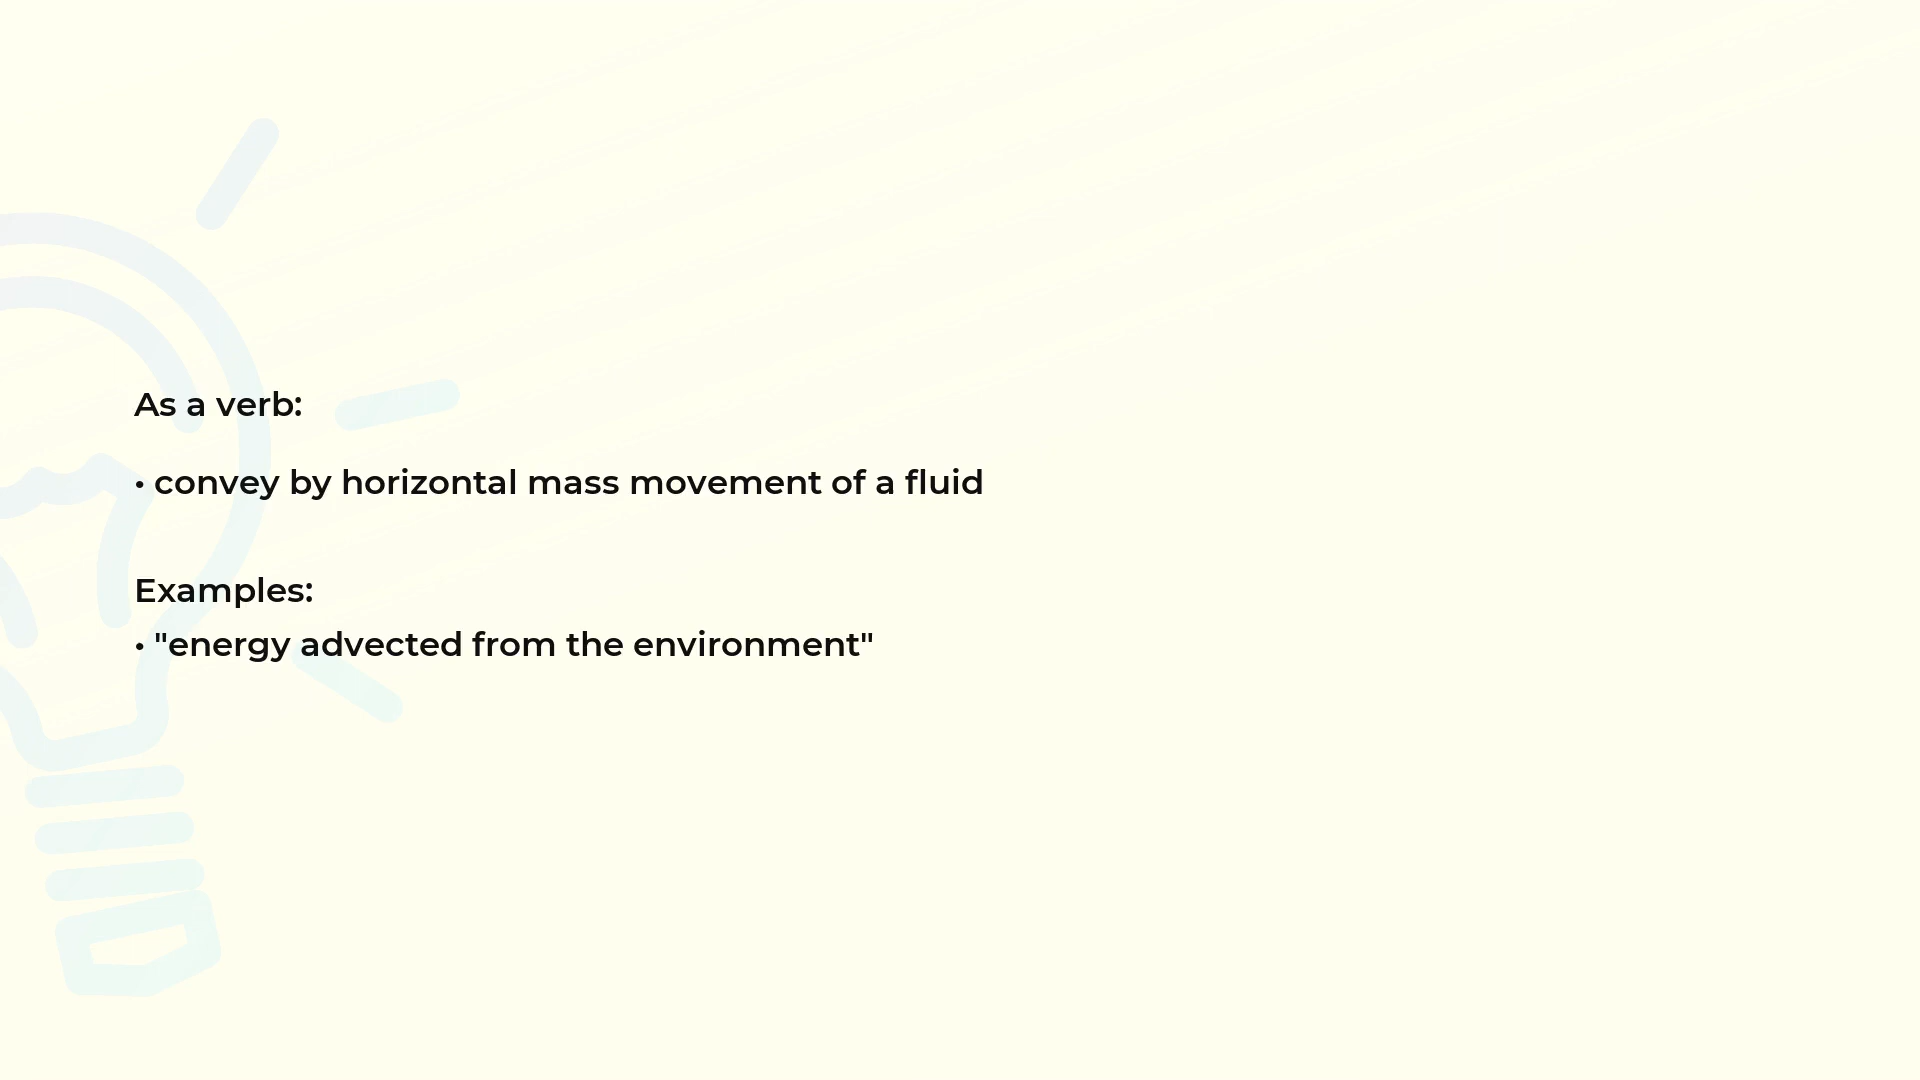 As a verb:
• convey by horizontal mass movement of a fluid
Examples:
• "energy advected from the environment"